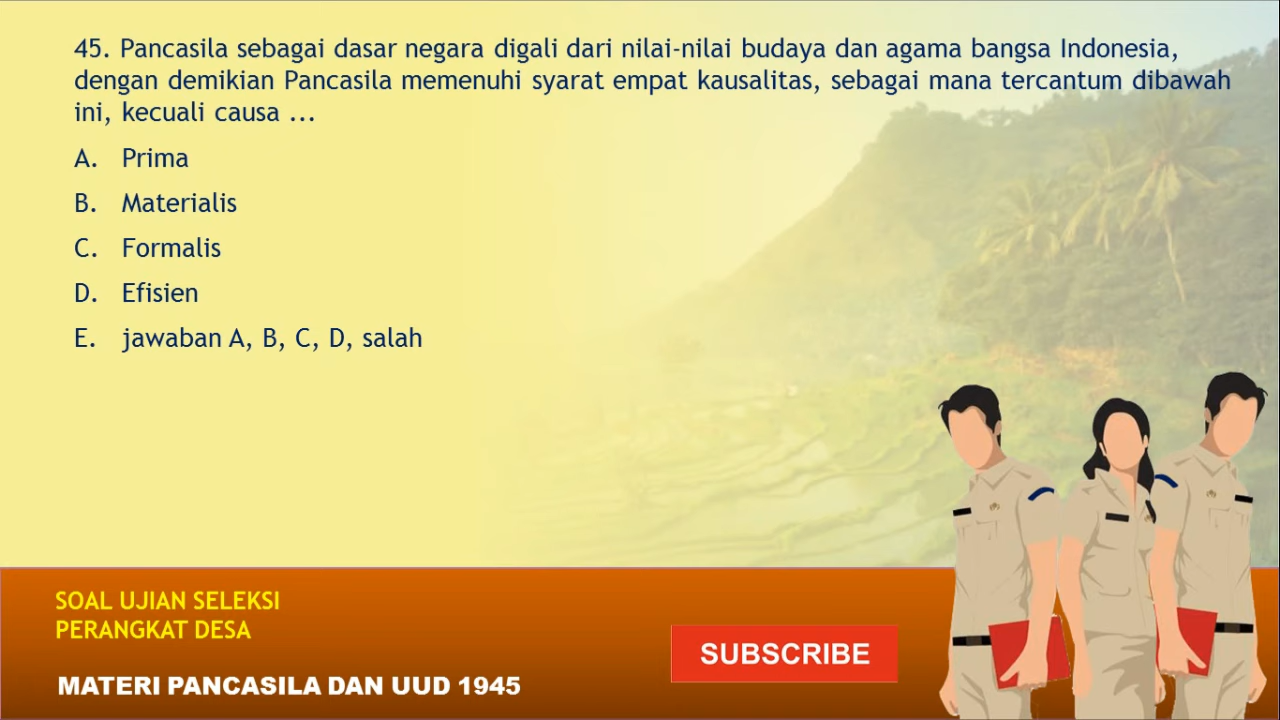 45. Pancasila sebagai dasar negara digali dari nilai-nilai budaya dan agama bangsa Indonesia,
dengan demikian Pancasila memenuhi syarat empat kausalitas, sebagai mana tercantum dibawah
ini, kecuali causa ...
A. Prima
B. Materialis
C. Formalis
D. Efisien
E. jawaban A, B, C, D, salah
SOAL UJIAN SELEKSI
PERANGKAT DESA
MATERI PANCASILA DAN UUD 1945
SUBSCRIBE